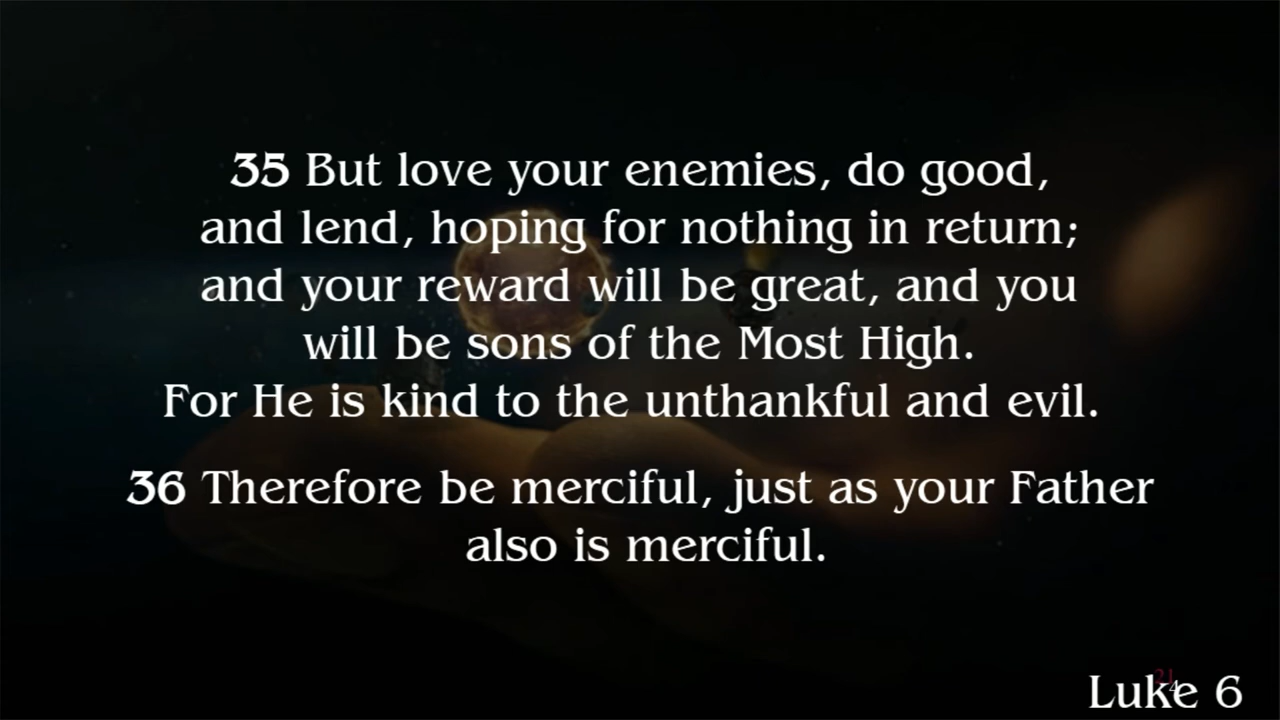 35 But love your enemies, do good,
and lend, hoping for nothing in return;
and your reward will be great, and you
will be sons of the Most High.
For He is kind to the unthankful and evil.
36 Therefore be merciful, just as your Father
also is merciful.
Luke 6